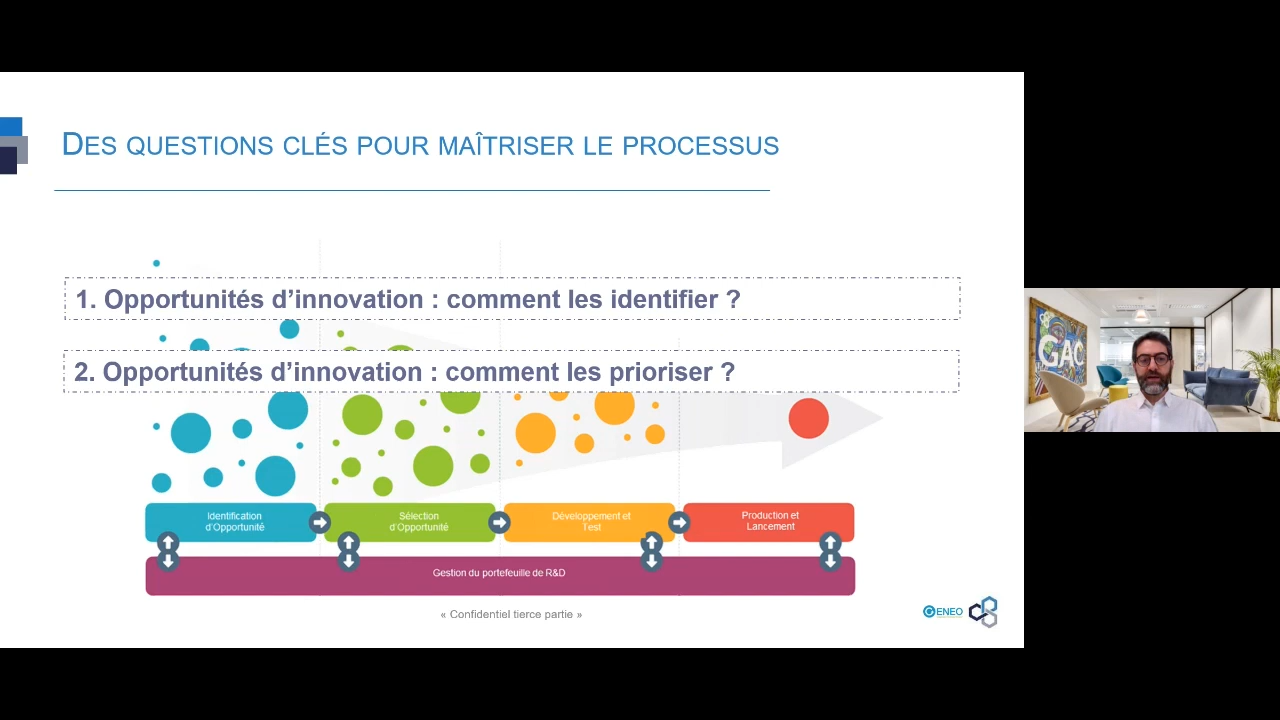 DES QUESTIONS CLÉS POUR MAÎTRISER LE PROCESSUS
1. Opportunités d’innovation : comment les identifier ?
2. Opportunités d’innovation : comment les prioriser ?
Identification
d'Opportunité
Sélection
d'Opportunité
Développement et
Test
Production et
Lancement
Gestion du portefeuille de R&D
« Confidentiel tierce partie »
GENEO
GAC